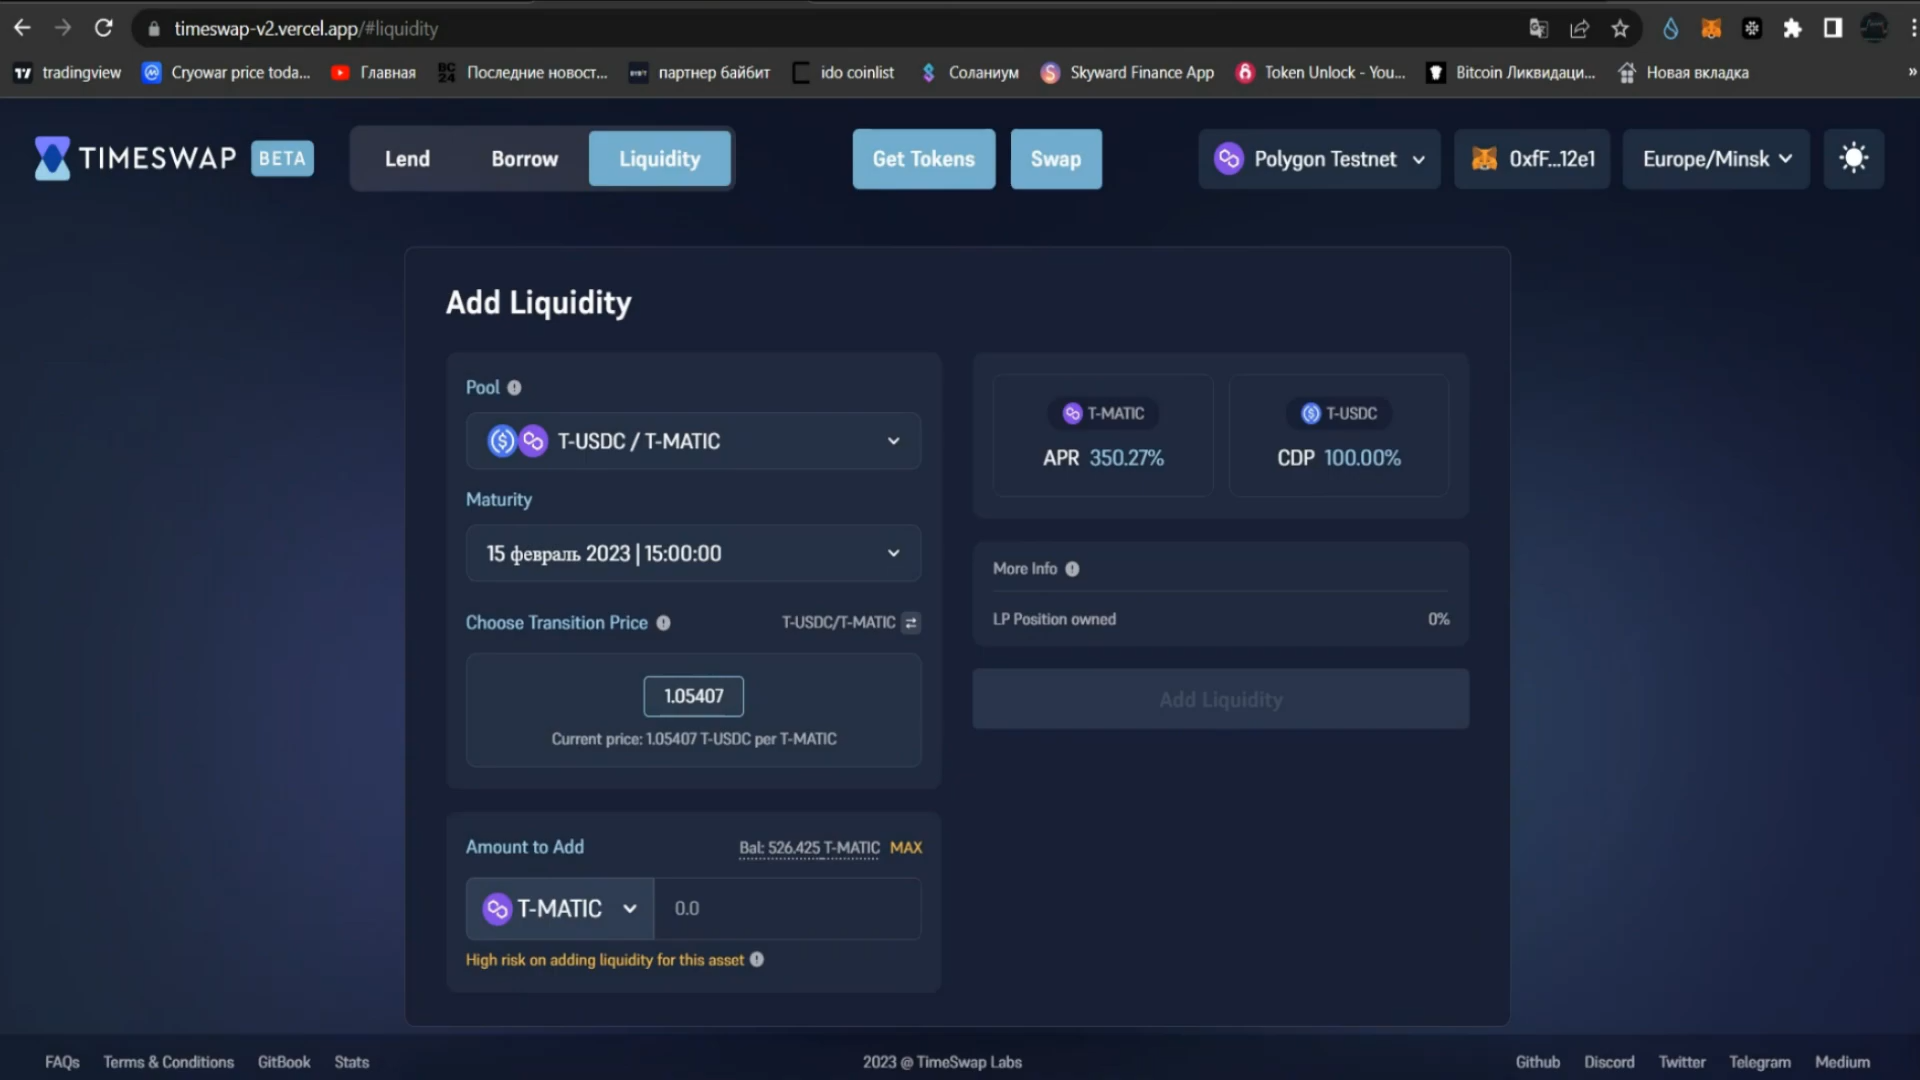 timeswap-v2.vercel.app/#liquidity
tradingview
Cryowar price toda...
Главная
BC 24
Последние новост...
партнер байбит
ido coinlist
Соланиум
Skyward Finance App
Token Unlock - You...
Bitcoin Ликвидаци...
Новая вкладка
TIMESWAP BETA
Lend Borrow Liquidity
Get Tokens Swap
Polygon Testnet
0xfF...12e1
Europe/Minsk
Add Liquidity
Pool
T-USDC / T-MATIC
Maturity
15 февраль 2023 | 15:00:00
Choose Transition Price
T-USDC/T-MATIC
1.05407
Current price: 1.05407 T-USDC per T-MATIC
Amount to Add
Bal: 526.425 T-MATIC MAX
T-MATIC
0.0
High risk on adding liquidity for this asset
T-MATIC
APR 350.27%
T-USDC
CDP 100.00%
More Info
LP Position owned 0%
Add Liquidity
FAQs Terms & Conditions GitBook Stats
2023 @ TimeSwap Labs
Github Discord Twitter Telegram Medium